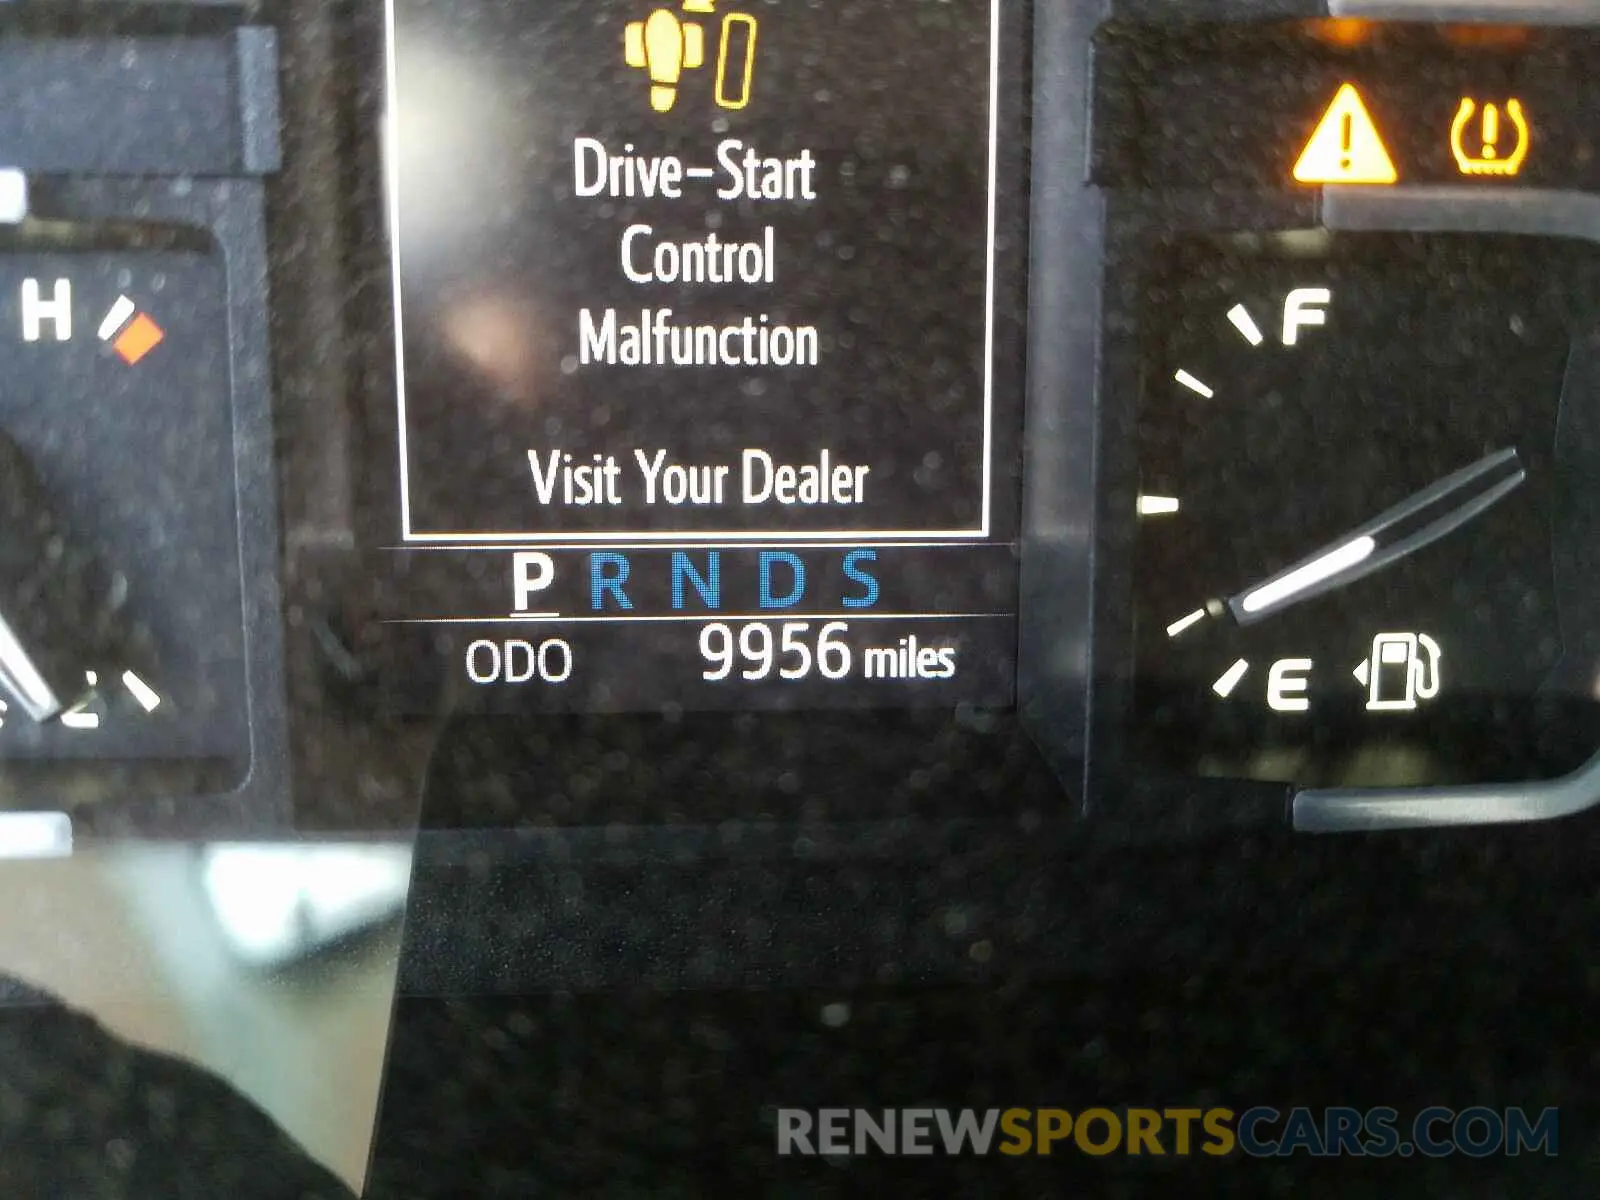 Drive-Start
Control
Malfunction
Visit Your Dealer
H
F
P R N D S
ODO 9956 miles
E
RENEWSPORTSCARS.COM